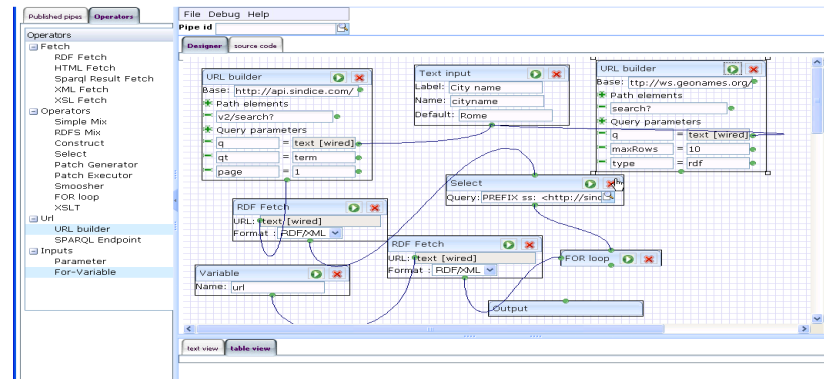 Published pipes Operators
Operators
Fetch
RDF Fetch
HTML Fetch
Sparql Result Fetch
XML Fetch
XSL Fetch
Operators
Simple Mix
RDFS Mix
Construct
Select
Patch Generator
Patch Executor
Smoosher
FOR loop
XSLT
Url
URL builder
SPARQL Endpoint
Inputs
Parameter
For-Variable
File Debug Help
Pipe id
Designer source code
URL builder
Base: http://api.sindice.com/
Path elements
v2/search?
Query parameters
q = text [wired]
qt = term
page = 1
Text input
Label: City name
Name: cityname
Default: Rome
URL builder
Base: ttp://ws.geonames.org/
Path elements
search?
Query parameters
q = text [wired]
maxRows = 10
type = rdf
Select
Query: PREFIX ss: <http://sind
RDF Fetch
URL: text [wired]
Format : RDF/XML
RDF Fetch
URL: text [wired]
Format : RDF/XML
FOR loop
Variable
Name: url
Output
text view table view